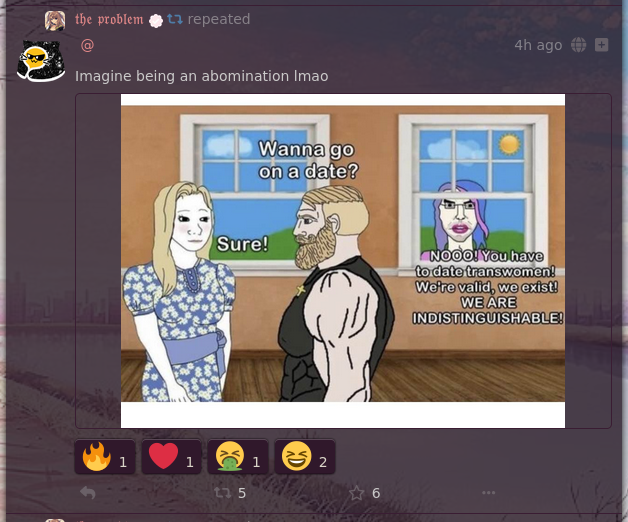 the problem repeated
@
4h ago
Imagine being an abomination lmao
Wanna go
on a date?
Sure!
NOOO! You have
to date transwomen!
We're valid, we exist!
WE ARE
INDISTINGUISHABLE!
1 1 1 2
5 6